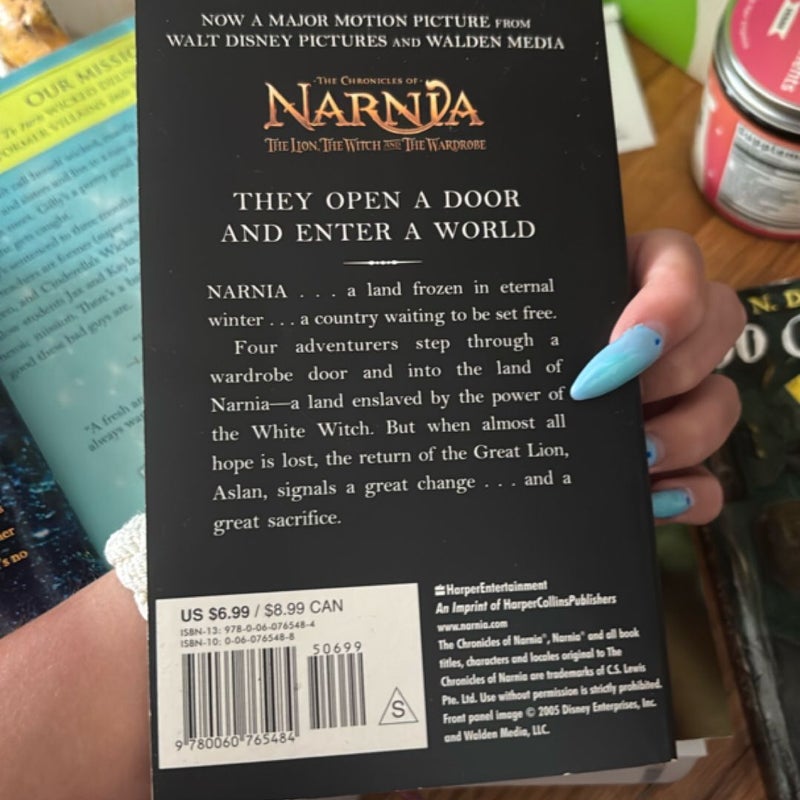 NOW A MAJOR MOTION PICTURE FROM
WALT DISNEY PICTURES AND WALDEN MEDIA
THE CHRONICLES OF
NARNIA
THE LION, THE WITCH AND THE WARDROBE
THEY OPEN A DOOR
AND ENTER A WORLD
NARNIA . . . a land frozen in eternal
winter . . . a country waiting to be set free.
Four adventurers step through a
wardrobe door and into the land of
Narnia—a land enslaved by the power of
the White Witch. But when almost all
hope is lost, the return of the Great Lion,
Aslan, signals a great change . . . and a
great sacrifice.
US $6.99 / $8.99 CAN
ISBN-13: 978-0-06-076548-4
ISBN-10: 0-06-076548-8
50699
9 780060 765484
S
HarperEntertainment
An Imprint of HarperCollinsPublishers
www.narnia.com
The Chronicles of Narnia®, Narnia® and all book
titles, characters and locales original to The
Chronicles of Narnia are trademarks of C.S. Lewis
Pte. Ltd. Use without permission is strictly prohibited.
Front panel image © 2005 Disney Enterprises, Inc.
and Walden Media, LLC.
OUR MISSION
To turn WICKED
FORMER VILLAINS
"A fresh
always
N. D